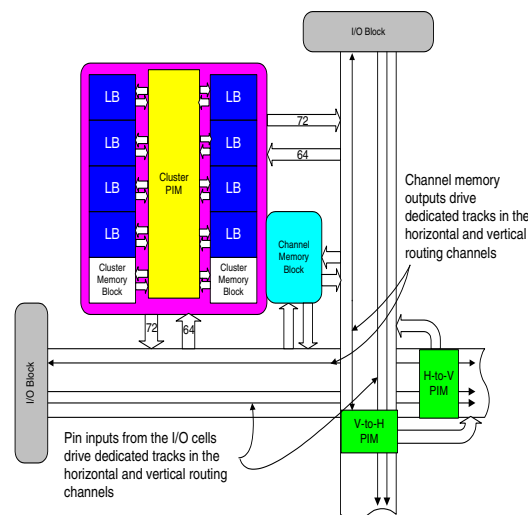 I/O Block
LB
LB
LB
LB
LB
LB
LB
LB
Cluster
PIM
Cluster
Memory
Block
Cluster
Memory
Block
72
64
Channel
Memory
Block
Channel memory
outputs drive
dedicated tracks in the
horizontal and vertical
routing channels
72
64
I/O Block
H-to-V
PIM
V-to-H
PIM
Pin inputs from the I/O cells
drive dedicated tracks in the
horizontal and vertical routing
channels